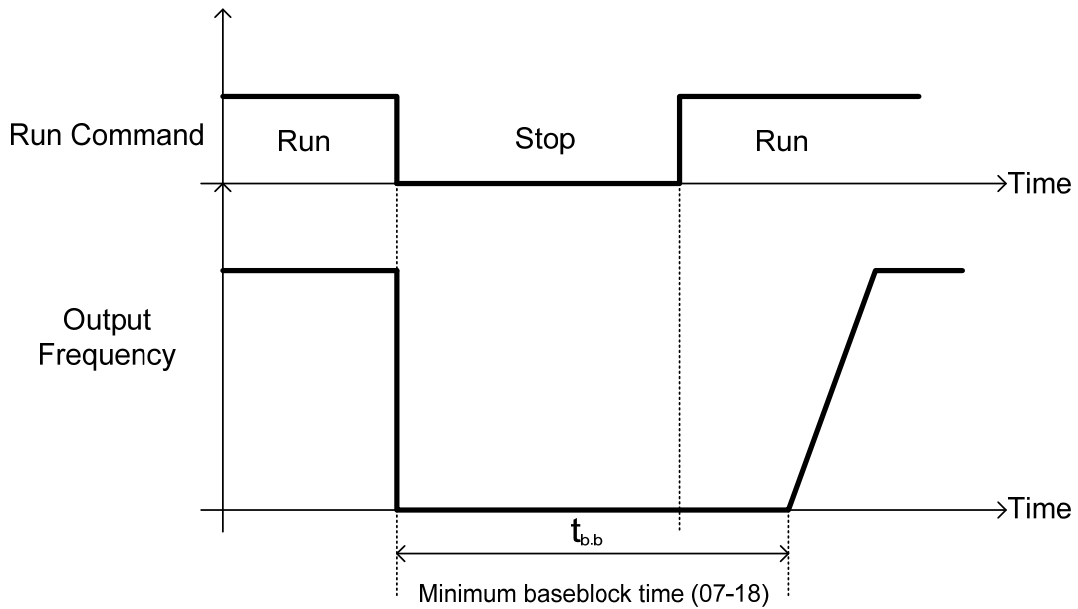 Run Command
Run
Stop
Run
Time
Output
Frequency
Time
tb.b
Minimum baseblock time (07-18)